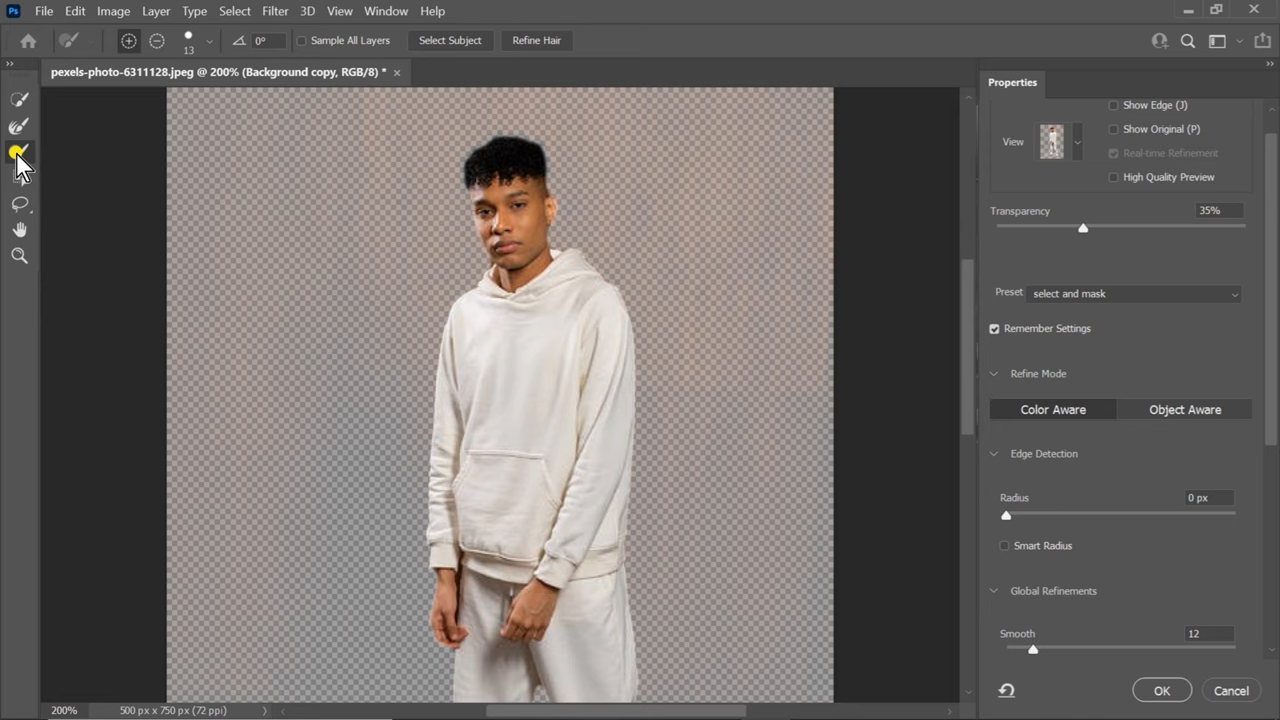 Ps File Edit Image Layer Type Select Filter 3D View Window Help
13 0° Sample All Layers Select Subject Refine Hair
pexels-photo-6311128.jpeg @ 200% (Background copy, RGB/8) *
Properties
Show Edge (J)
View Show Original (P)
Real-time Refinement
High Quality Preview
Transparency 35%
Preset select and mask
Remember Settings
Refine Mode
Color Aware Object Aware
Edge Detection
Radius 0 px
Smart Radius
Global Refinements
Smooth 12
OK Cancel
200% 500 px x 750 px (72 ppi)